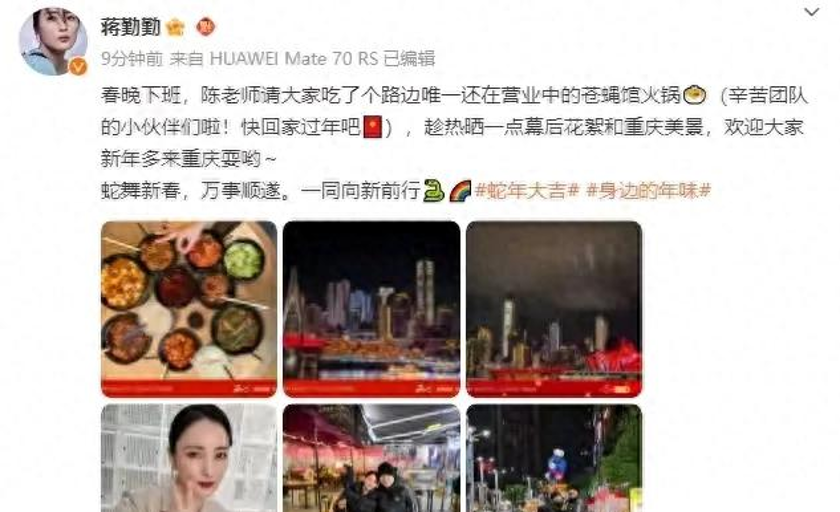 蒋勤勤
9分钟前 来自 HUAWEI Mate 70 RS 已编辑
春晚下班，陈老师请大家吃了个路边唯一还在营业中的苍蝇馆火锅🍲（辛苦团队
的小伙伴们啦！快回家过年吧🧧），趁热晒一点幕后花絮和重庆美景，欢迎大家
新年多来重庆耍哟～
蛇舞新春，万事顺遂。一同向新前行🐍🌈#蛇年大吉# #身边的年味#